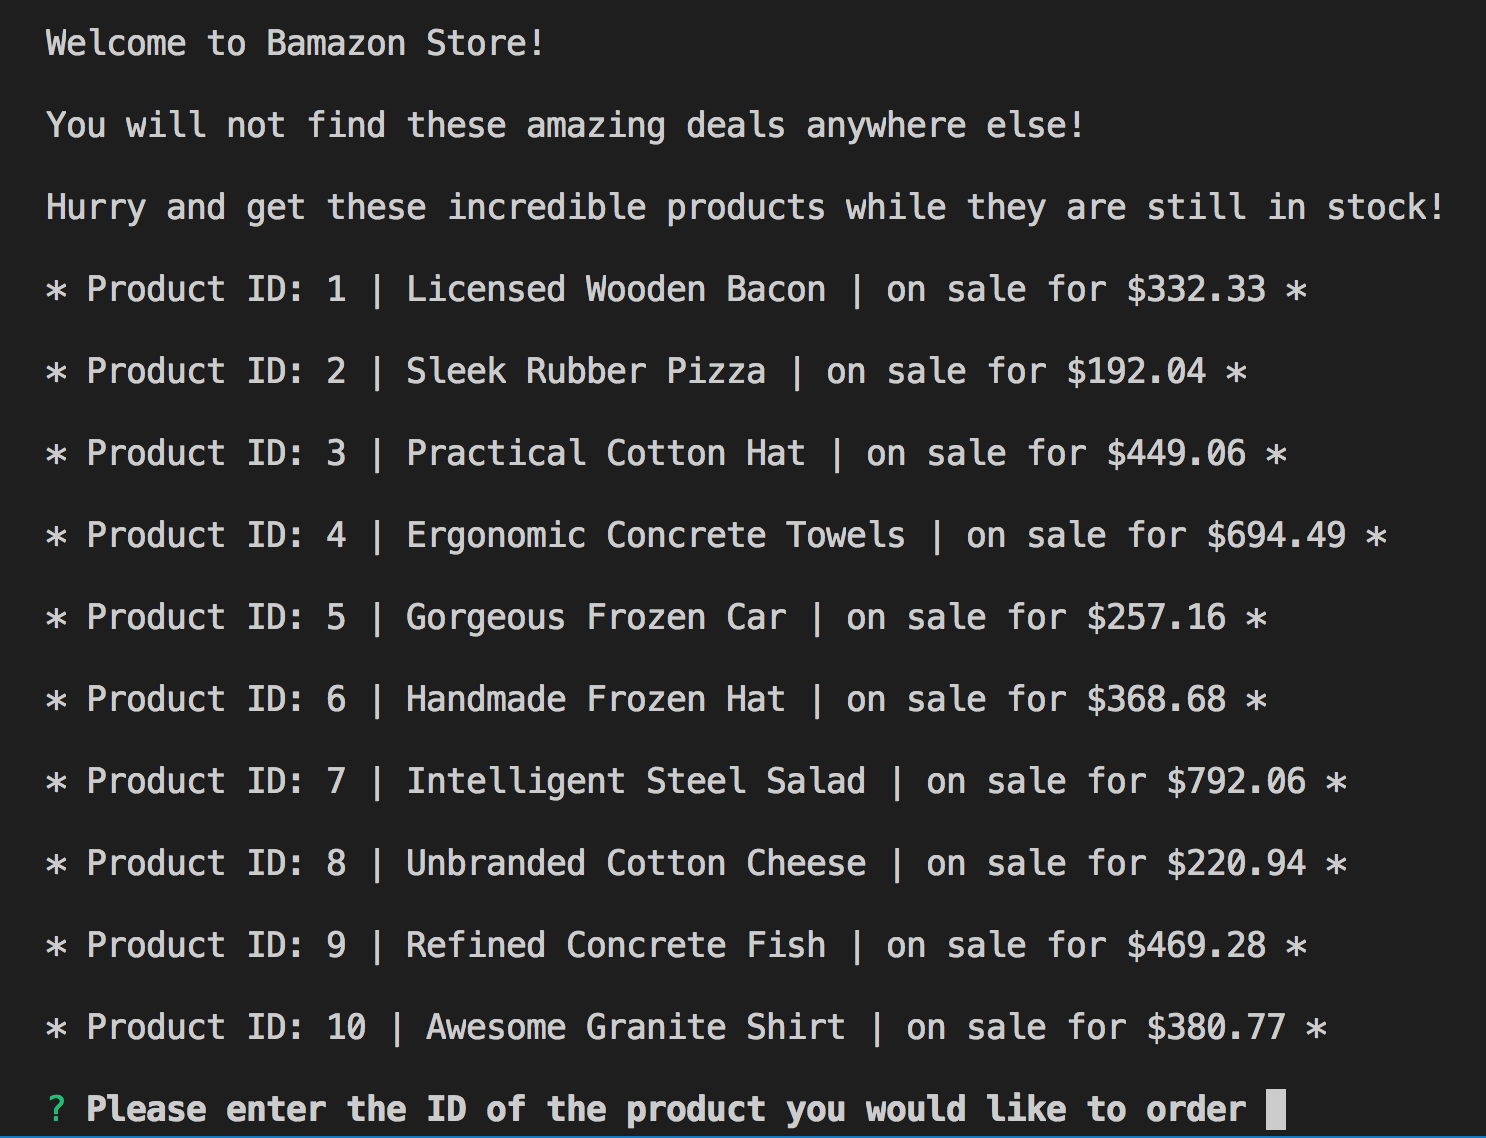 Welcome to Bamazon Store!
You will not find these amazing deals anywhere else!
Hurry and get these incredible products while they are still in stock!
* Product ID: 1 | Licensed Wooden Bacon | on sale for $332.33 *
* Product ID: 2 | Sleek Rubber Pizza | on sale for $192.04 *
* Product ID: 3 | Practical Cotton Hat | on sale for $449.06 *
* Product ID: 4 | Ergonomic Concrete Towels | on sale for $694.49 *
* Product ID: 5 | Gorgeous Frozen Car | on sale for $257.16 *
* Product ID: 6 | Handmade Frozen Hat | on sale for $368.68 *
* Product ID: 7 | Intelligent Steel Salad | on sale for $792.06 *
* Product ID: 8 | Unbranded Cotton Cheese | on sale for $220.94 *
* Product ID: 9 | Refined Concrete Fish | on sale for $469.28 *
* Product ID: 10 | Awesome Granite Shirt | on sale for $380.77 *
? Please enter the ID of the product you would like to order